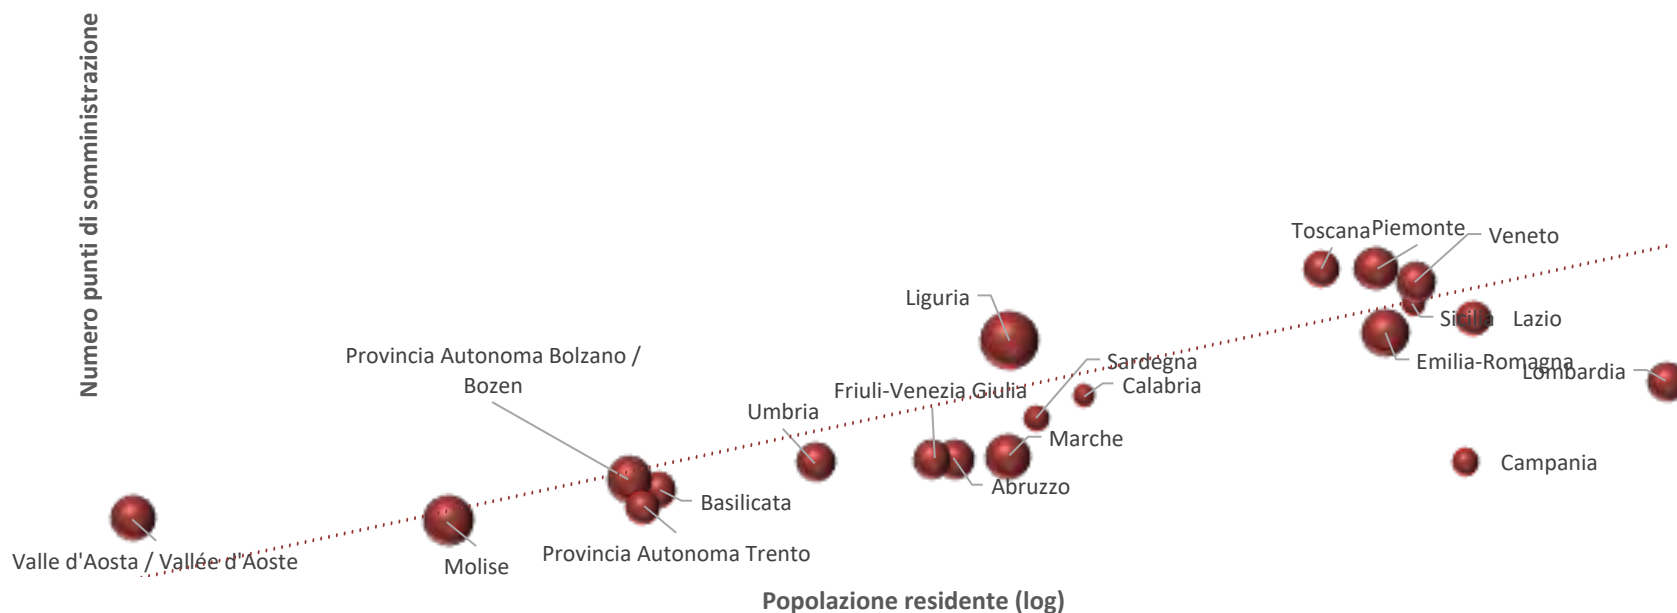 Numero punti di somministrazione
Toscana
Piemonte
Veneto
Liguria
Sicilia
Lazio
Provincia Autonoma Bolzano /
Bozen
Sardegna
Emilia-Romagna
Lombardia
Friuli-Venezia Giulia
Calabria
Umbria
Marche
Campania
Abruzzo
Basilicata
Provincia Autonoma Trento
Valle d'Aosta / Vallée d'Aoste
Molise
Popolazione residente (log)